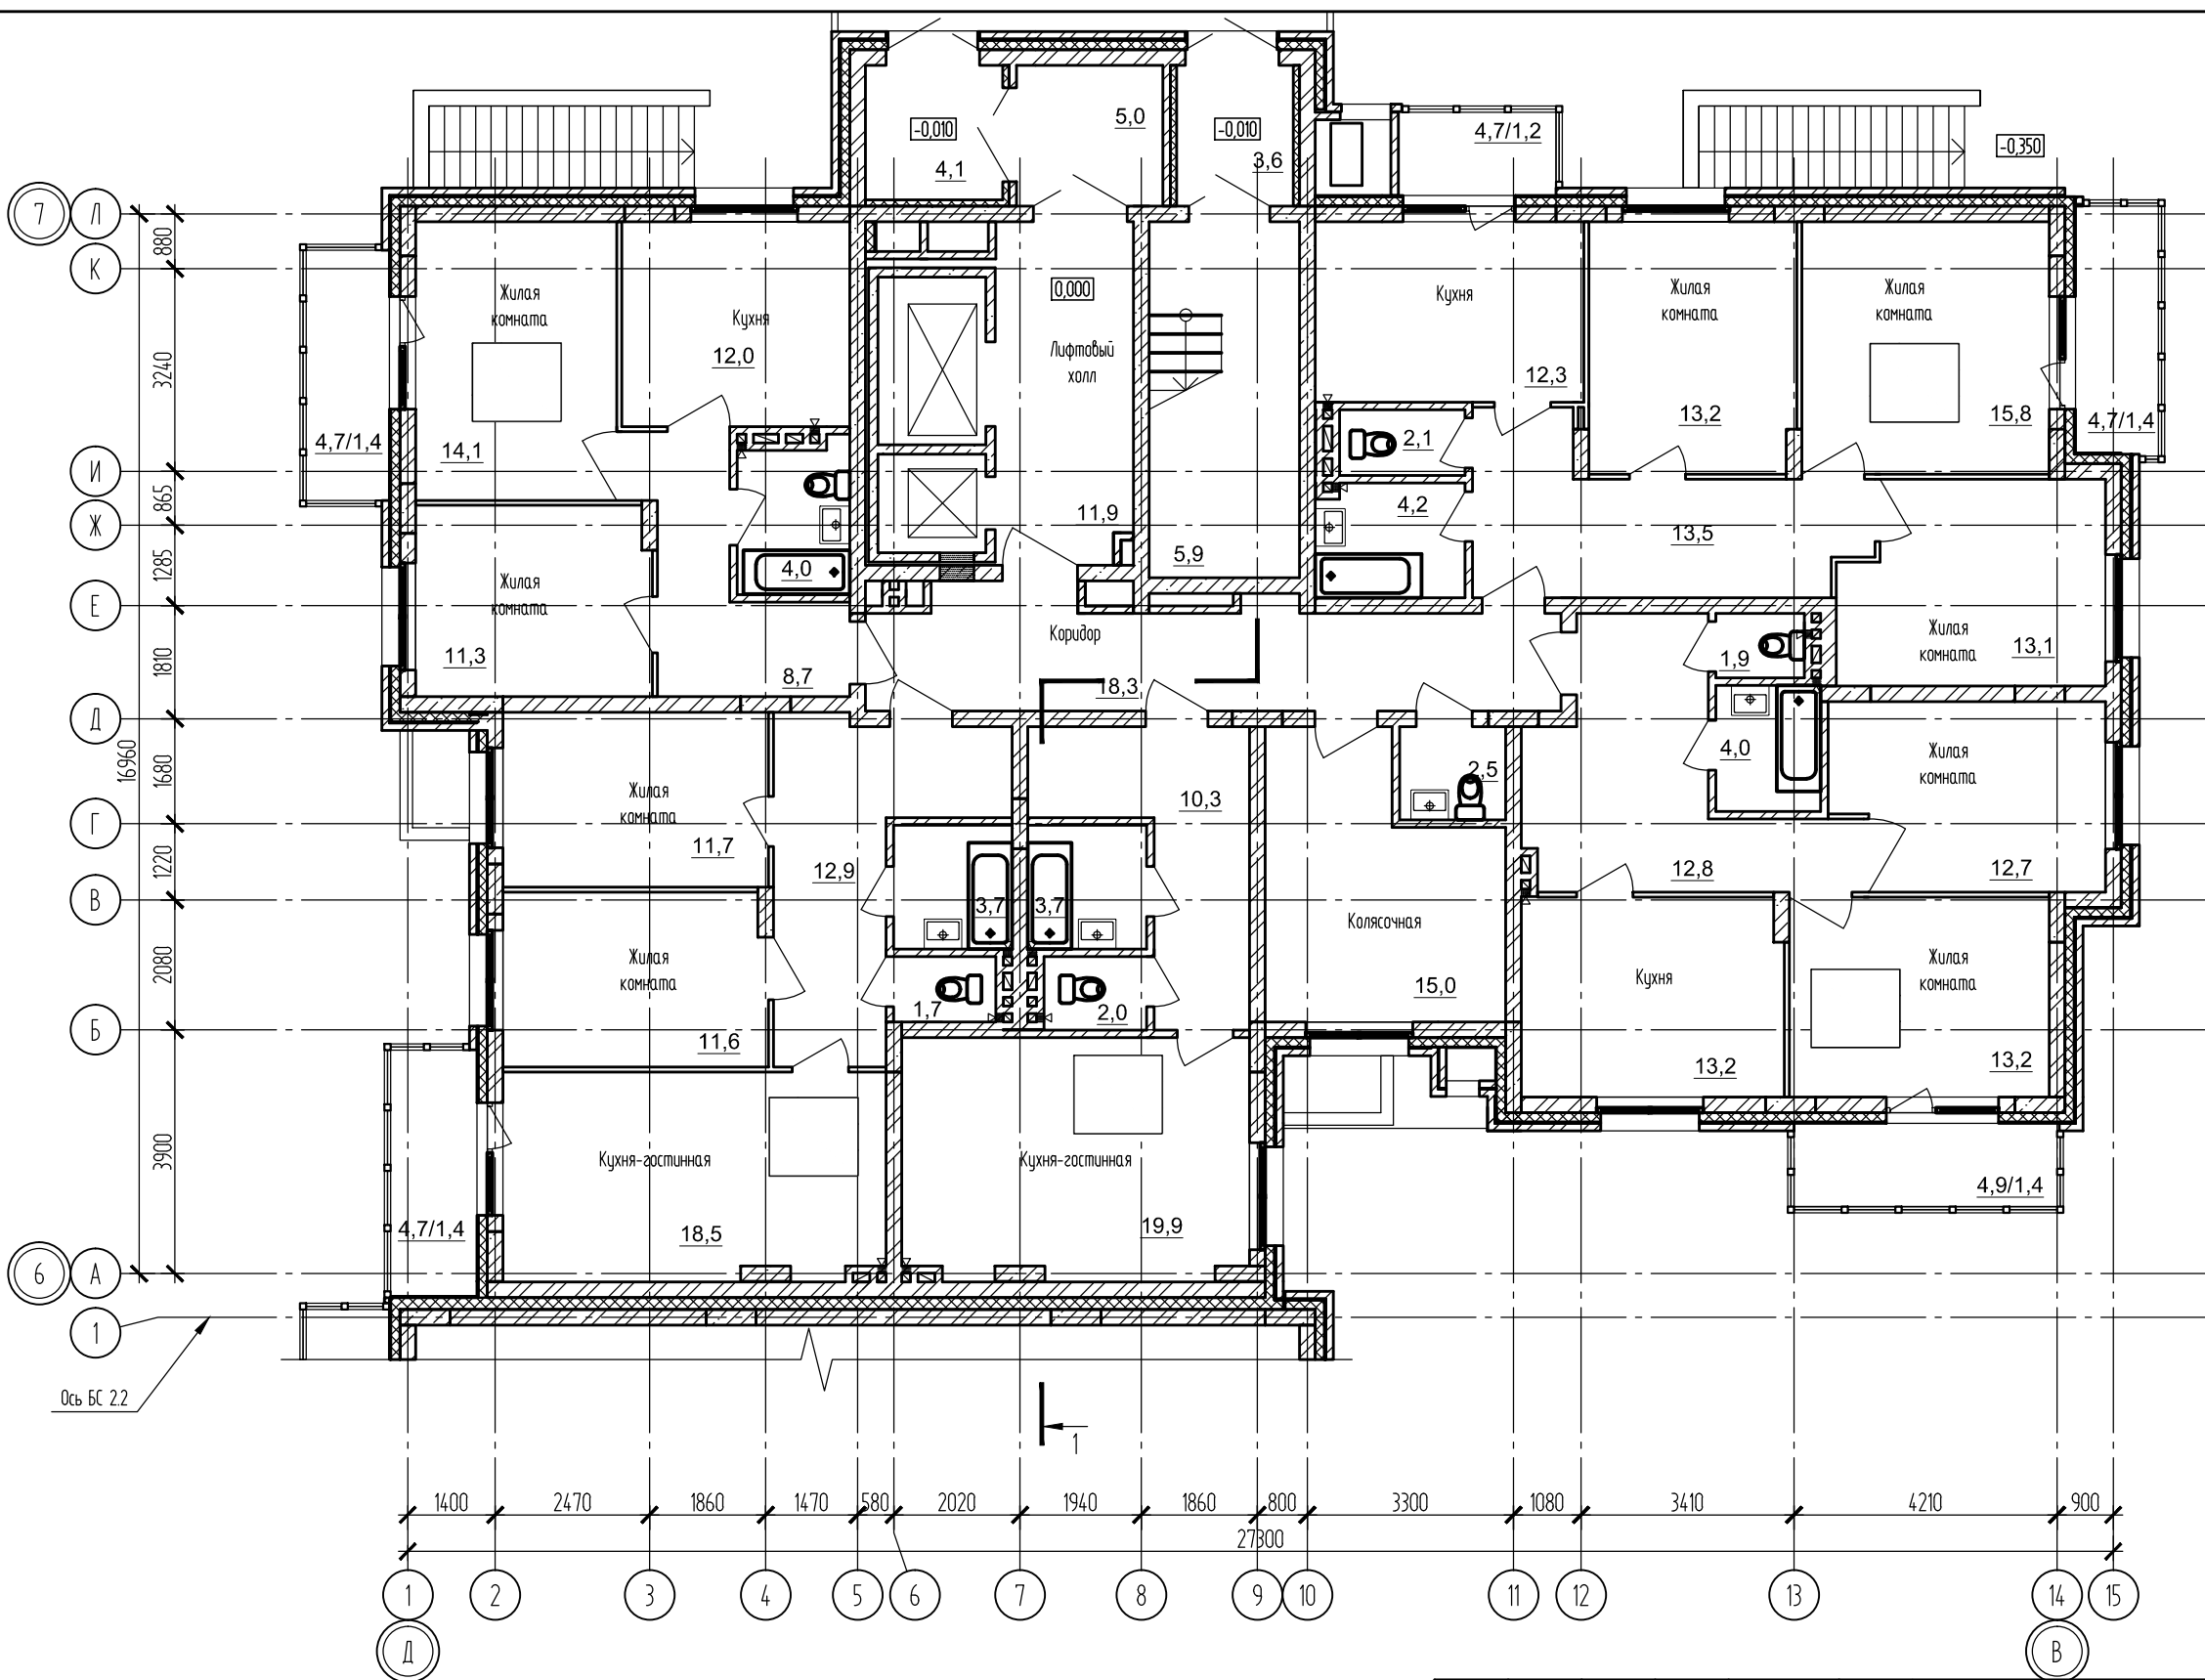 -0,010
5,0
-0,010
4,1
3,6
4,7/1,2
-0,350
7
Л
880
К
Жилая
комната
Кухня
12,0
0,000
Лифтовый
холл
Кухня
12,3
Жилая
комната
13,2
Жилая
комната
15,8
3240
4,7/1,4
14,1
2,1
4,7/1,4
И
865
Ж
4,2
11,9
13,5
1285
Жилая
комната
4,0
5,9
Е
11,3
8,7
Коридор
18,3
1,9
Жилая
комната
13,1
1810
Д
16960
1680
Жилая
комната
11,7
10,3
2,5
4,0
Жилая
комната
Г
1220
12,9
12,8
12,7
В
3,7
3,7
Колясочная
2080
Жилая
комната
15,0
Кухня
Жилая
комната
1,7
2,0
Б
11,6
13,2
13,2
3900
Кухня-гостинная
Кухня-гостинная
4,9/1,4
4,7/1,4
18,5
19,9
6
А
1
Ось БС 2.2
1
1400
2470
1860
1470
580
2020
1940
1860
800
3300
1080
3410
4210
900
27300
1
2
3
4
5
6
7
8
9
10
11
12
13
14
15
Д
В